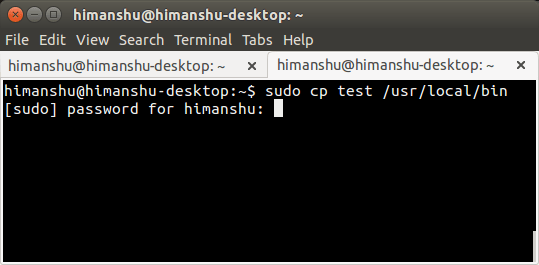 himanshu@himanshu-desktop: ~
File Edit View Search Terminal Tabs Help
himanshu@himanshu-desktop: ~ × himanshu@himanshu-desktop: ~ ×
himanshu@himanshu-desktop:~$ sudo cp test /usr/local/bin
[sudo] password for himanshu: